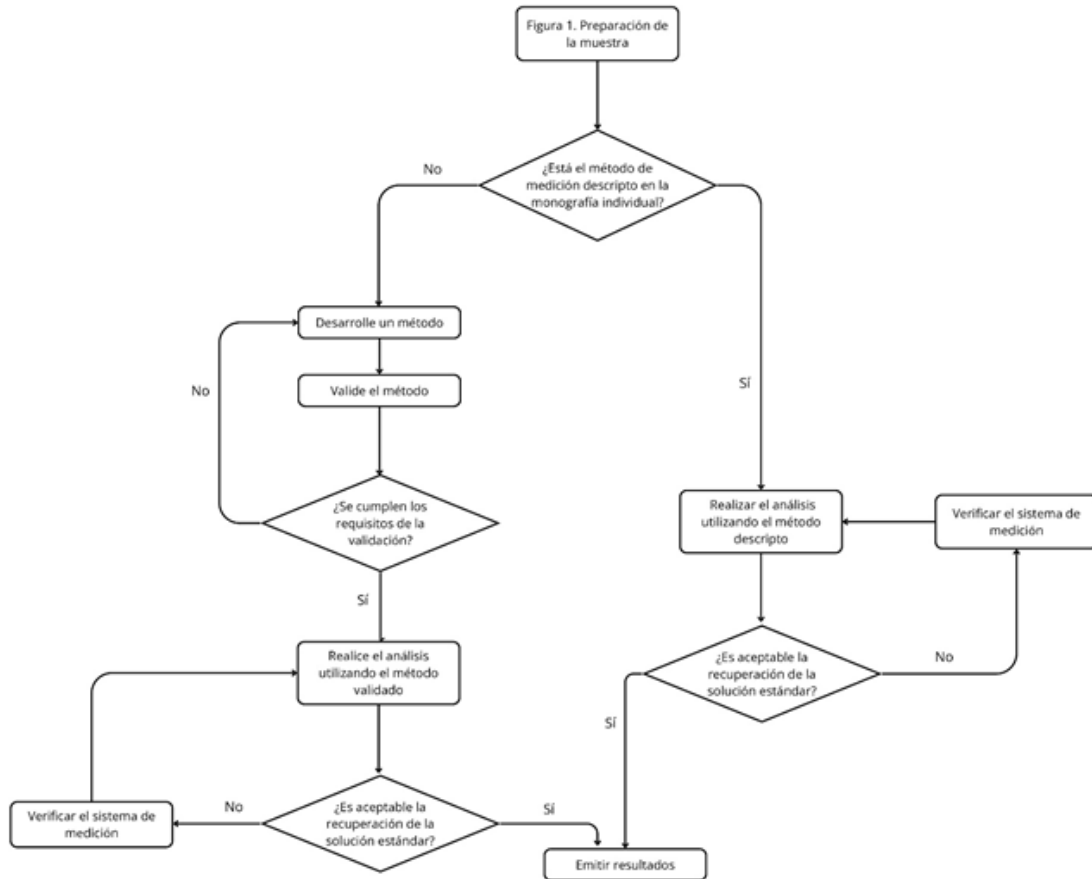 Figura 1. Preparación de
la muestra
¿Está el método de
medición descripto en la
monografía individual?
No
Sí
Desarrolle un método
Valide el método
No
¿Se cumplen los
requisitos de la
validación?
Sí
Realice el análisis
utilizando el método
validado
¿Es aceptable la
recuperación de la
solución estándar?
No
Verificar el sistema de
medición
Sí
Realizar el análisis
utilizando el método
descripto
Verificar el sistema de
medición
¿Es aceptable la
recuperación de la
solución estándar?
No
Sí
Emitir resultados